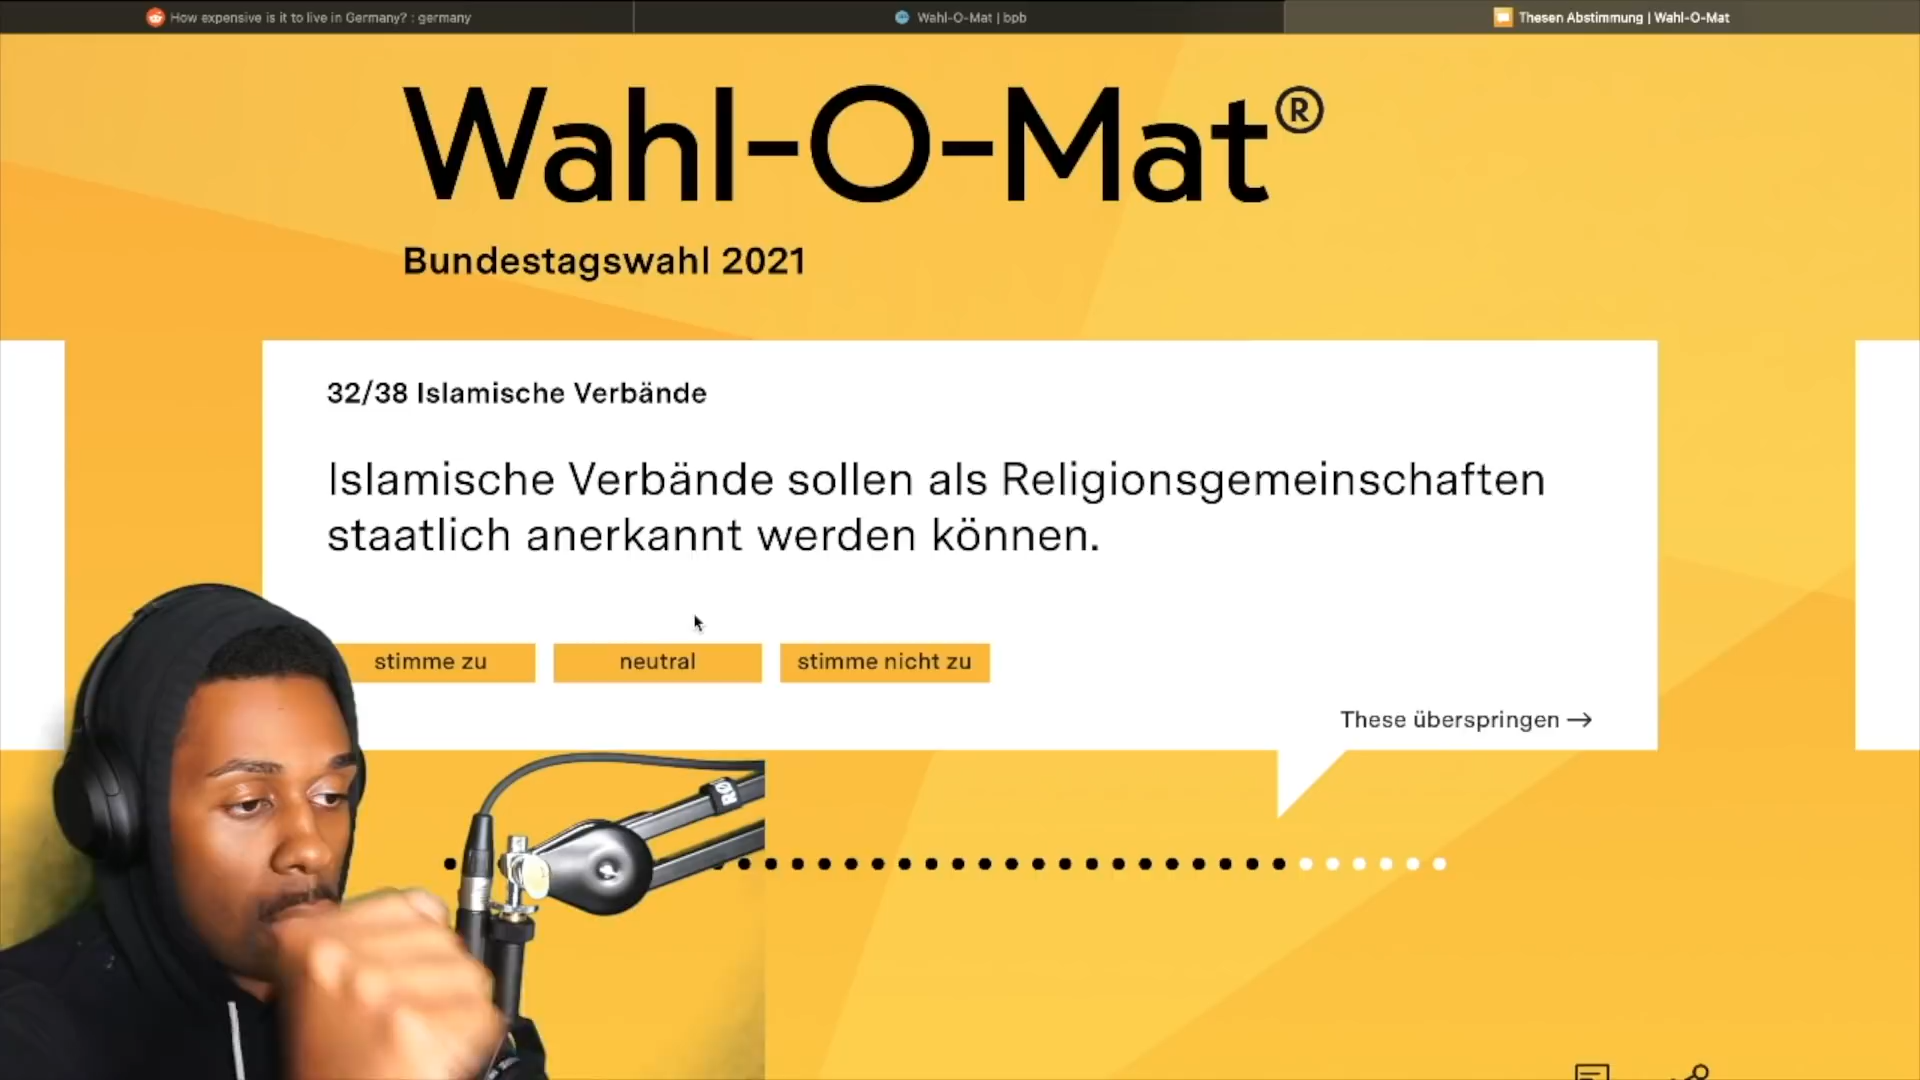 How expensive is it to live in Germany? : germany
Wahl-O-Mat | bpb
Thesen Abstimmung | Wahl-O-Mat
Wahl-O-Mat®
Bundestagswahl 2021
32/38 Islamische Verbände
Islamische Verbände sollen als Religionsgemeinschaften
staatlich anerkannt werden können.
stimme zu
neutral
stimme nicht zu
These überspringen →